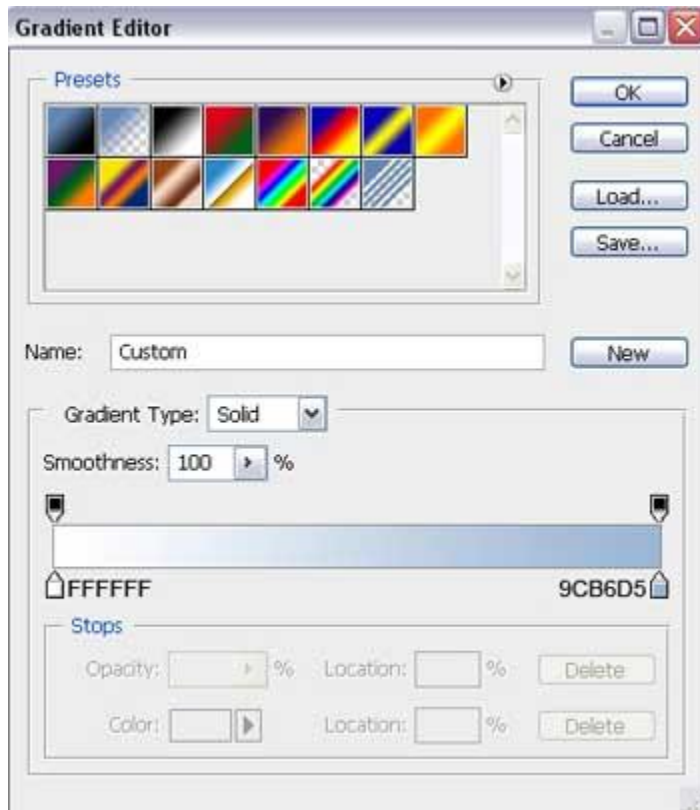 Gradient Editor
Presets
OK
Cancel
Load...
Save...
Name: Custom
New
Gradient Type: Solid
Smoothness: 100 %
FFFFFF 9CB6D5
Stops
Opacity: % Location: % Delete
Color: Location: % Delete